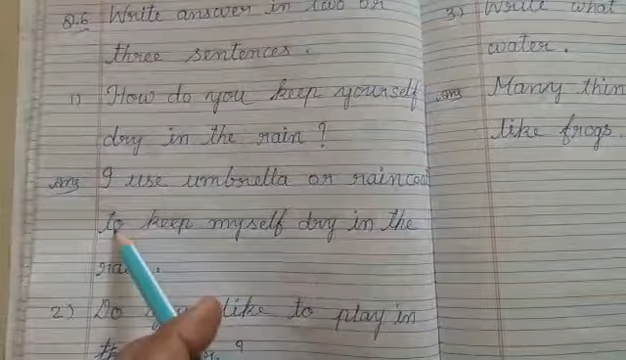 Q.6 Write answer in two or
three sentences.
1) How do you keep yourself
dry in the rain ?
Ans I use umbrella or raincoat
to keep myself dry in the
rain.
2) Do you like to play in
3) Write what
water.
Ans Many thin
like frogs.